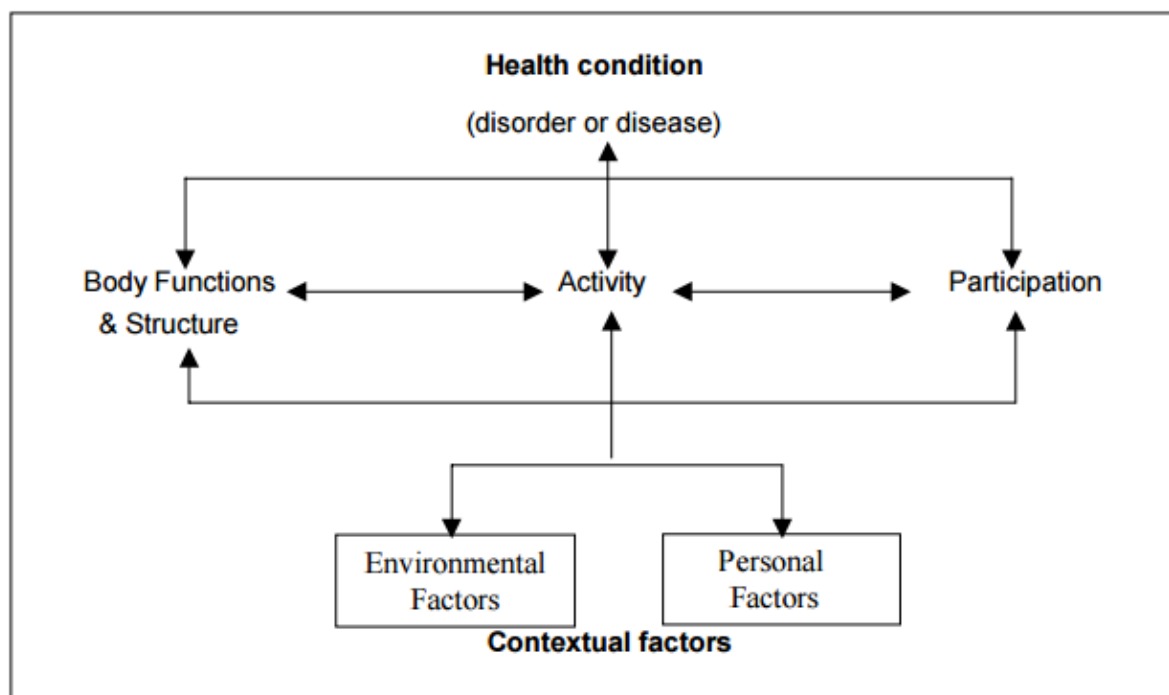 Health condition
(disorder or disease)
Body Functions
& Structure
Activity
Participation
Environmental
Factors
Personal
Factors
Contextual factors